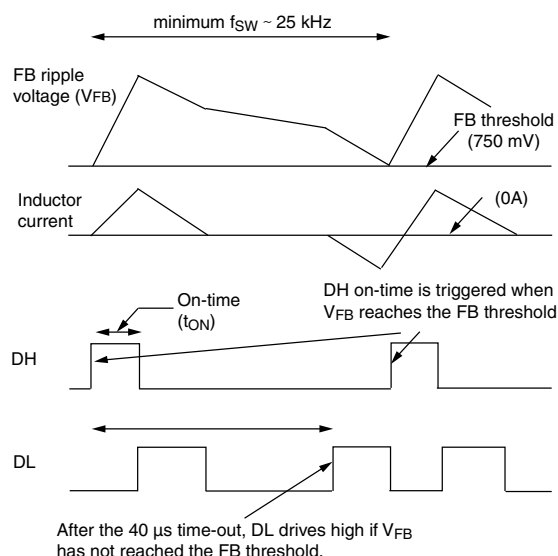 minimum fSW ~ 25 kHz
FB ripple
voltage (VFB)
FB threshold
(750 mV)
Inductor
current
(0A)
DH on-time is triggered when
VFB reaches the FB threshold
On-time
(tON)
DH
DL
After the 40 µs time-out, DL drives high if VFB
has not reached the FB threshold.